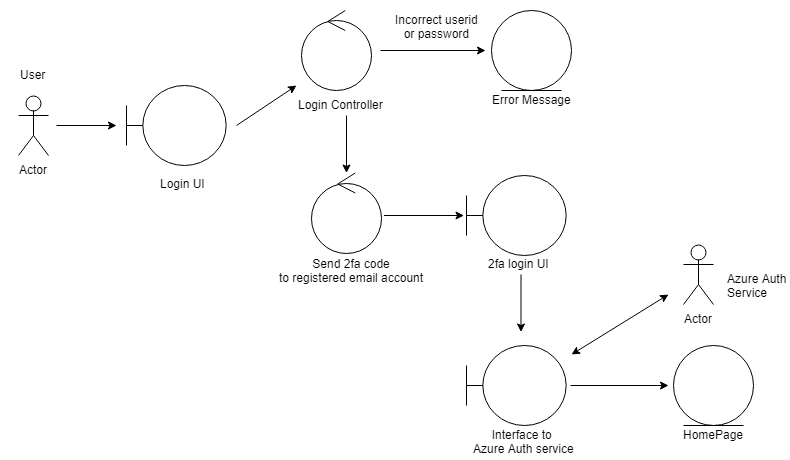 Incorrect userid
or password
User
Login Controller
Error Message
Actor
Login UI
Send 2fa code
to registered email account
2fa login UI
Azure Auth
Service
Actor
Interface to
Azure Auth service
HomePage